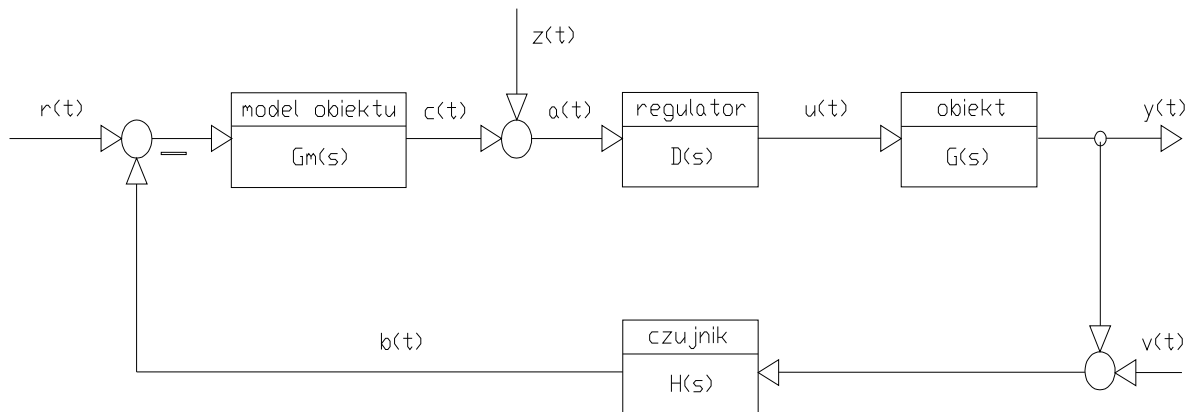 z(t)
r(t)
model obiektu
c(t)
a(t)
regulator
u(t)
obiekt
y(t)
Gm(s)
D(s)
G(s)
b(t)
czujnik
v(t)
H(s)